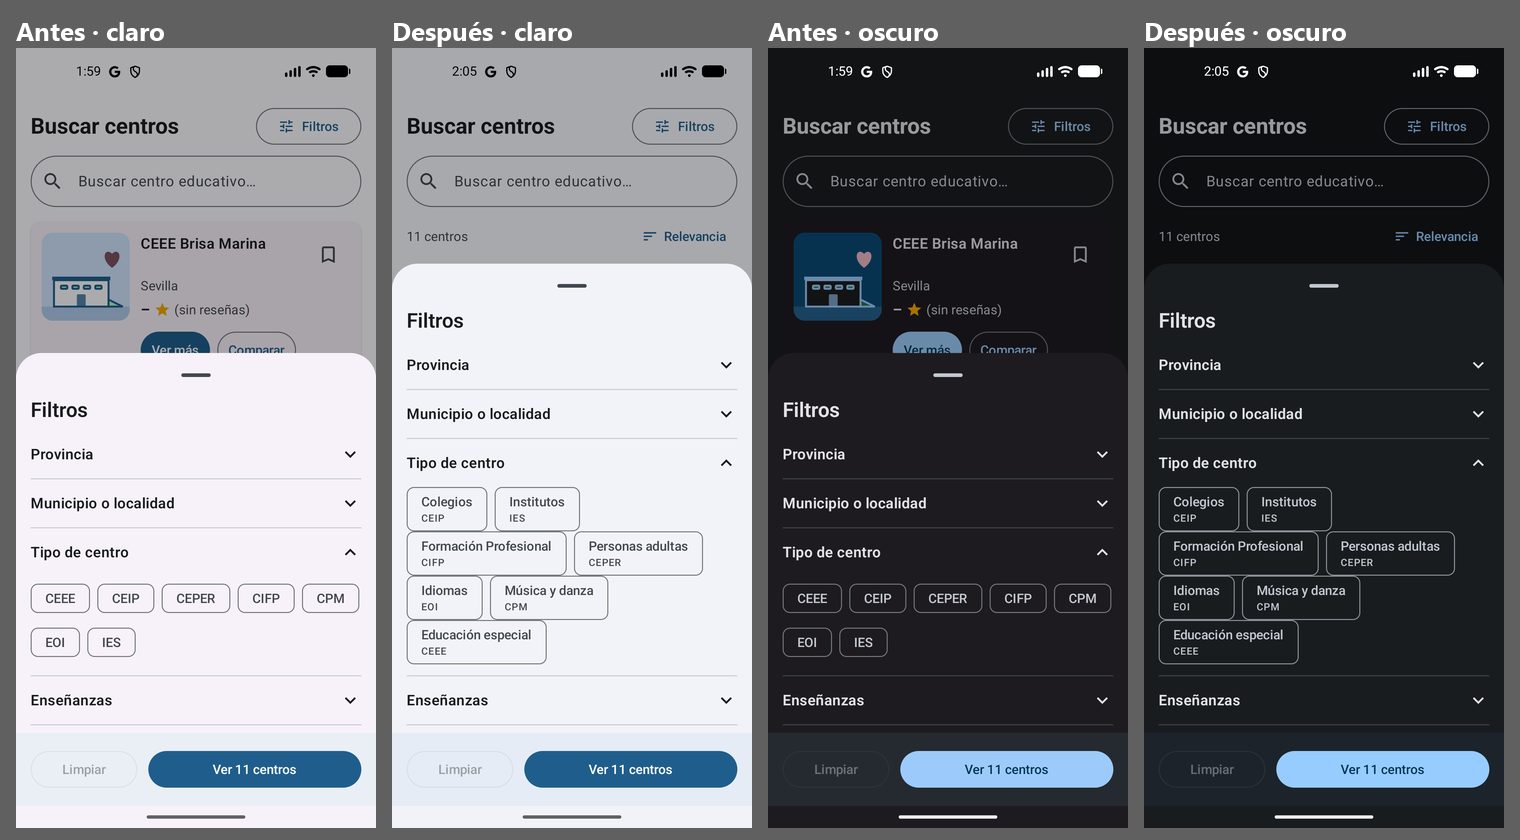 Antes · claro
1:59 G
Buscar centros
Filtros
Buscar centro educativo…
CEEE Brisa Marina
Sevilla
– ★ (sin reseñas)
Ver más
Comparar
Filtros
Provincia
Municipio o localidad
Tipo de centro
CEEE CEIP CEPER CIFP CPM
EOI IES
Enseñanzas
Limpiar
Ver 11 centros
Después · claro
2:05 G
Buscar centros
Filtros
Buscar centro educativo…
11 centros
Relevancia
Filtros
Provincia
Municipio o localidad
Tipo de centro
Colegios
CEIP
Institutos
IES
Formación Profesional
CIFP
Personas adultas
CEPER
Idiomas
EOI
Música y danza
CPM
Educación especial
CEEE
Enseñanzas
Limpiar
Ver 11 centros
Antes · oscuro
1:59 G
Buscar centros
Filtros
Buscar centro educativo…
CEEE Brisa Marina
Sevilla
– ★ (sin reseñas)
Ver más
Comparar
Filtros
Provincia
Municipio o localidad
Tipo de centro
CEEE CEIP CEPER CIFP CPM
EOI IES
Enseñanzas
Limpiar
Ver 11 centros
Después · oscuro
2:05 G
Buscar centros
Filtros
Buscar centro educativo…
11 centros
Relevancia
Filtros
Provincia
Municipio o localidad
Tipo de centro
Colegios
CEIP
Institutos
IES
Formación Profesional
CIFP
Personas adultas
CEPER
Idiomas
EOI
Música y danza
CPM
Educación especial
CEEE
Enseñanzas
Limpiar
Ver 11 centros